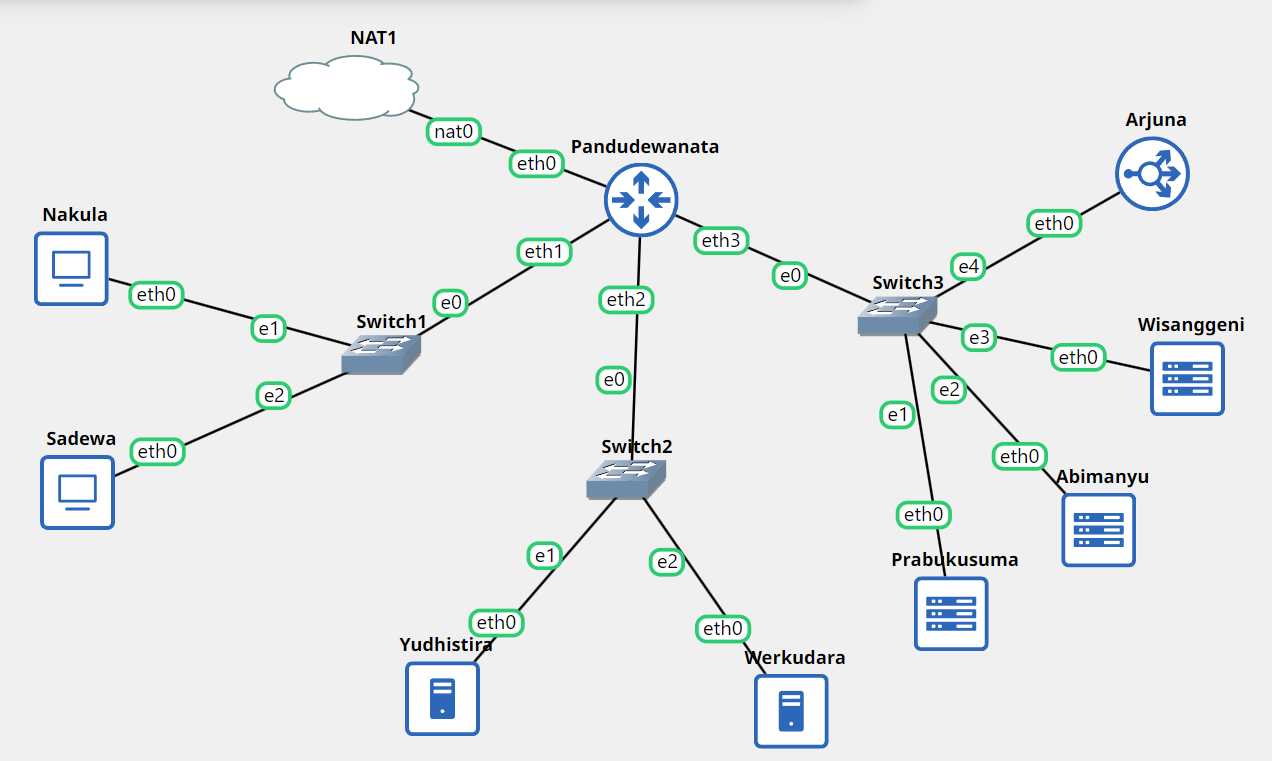 NAT1
nat0
eth0
Pandudewanata
Arjuna
eth0
Nakula
eth0
e1
eth1
e0
Switch1
eth3
e0
Switch3
e4
Wisanggeni
e3
eth0
eth2
e0
e2
Sadewa
eth0
Switch2
e1
e2
eth0
Abimanyu
eth0
Prabukusuma
e1
e2
eth0
eth0
Yudhistira
Werkudara